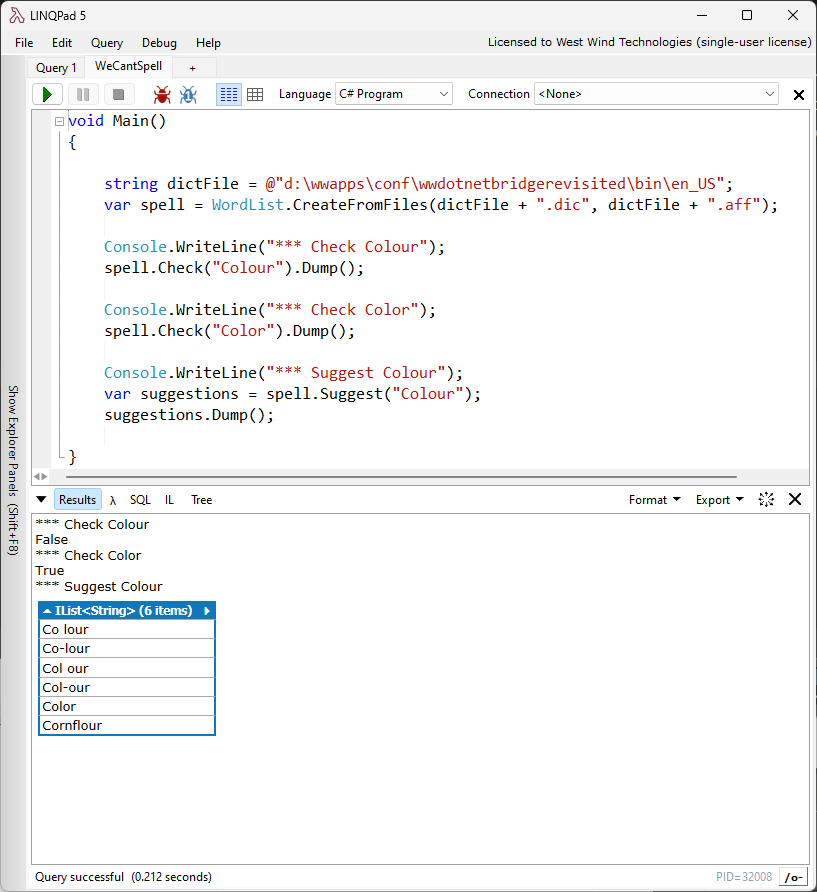 LINQPad 5
File Edit Query Debug Help Licensed to West Wind Technologies (single-user license)
Query 1 WeCantSpell +
Language C# Program Connection <None>
void Main()
{
string dictFile = @"d:\wwapps\conf\wwdotnetbridgerevisited\bin\en_US";
var spell = WordList.CreateFromFiles(dictFile + ".dic", dictFile + ".aff");
Console.WriteLine("*** Check Colour");
spell.Check("Colour").Dump();
Console.WriteLine("*** Check Color");
spell.Check("Color").Dump();
Console.WriteLine("*** Suggest Colour");
var suggestions = spell.Suggest("Colour");
suggestions.Dump();
}
Show Explorer Panels (Shift+F8)
Results λ SQL IL Tree Format Export
*** Check Colour
False
*** Check Color
True
*** Suggest Colour
IList<String> (6 items)
Co lour
Co-lour
Col our
Col-our
Color
Cornflour
Query successful (0.212 seconds) PID=32008 /o-